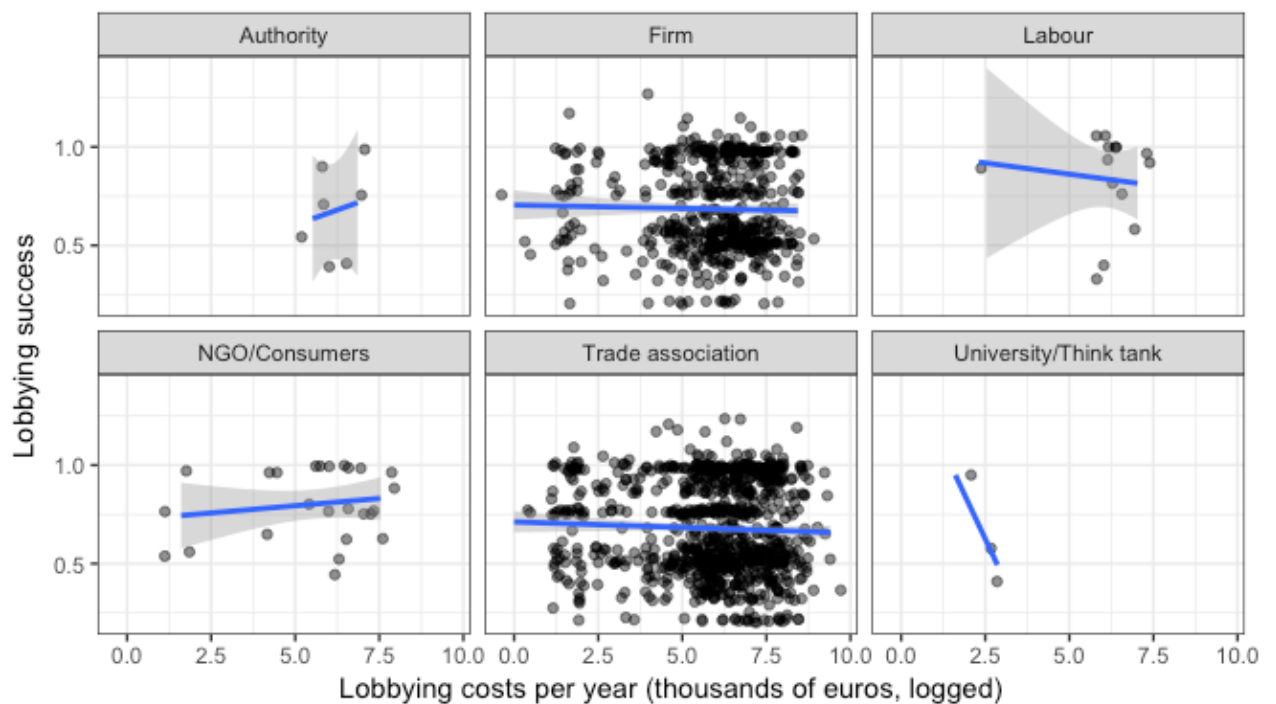 Authority
Firm
Labour
1.0
0.5
NGO/Consumers
Trade association
University/Think tank
1.0
0.5
0.0 2.5 5.0 7.5 10.0
0.0 2.5 5.0 7.5 10.0
0.0 2.5 5.0 7.5 10.0
Lobbying success
Lobbying costs per year (thousands of euros, logged)